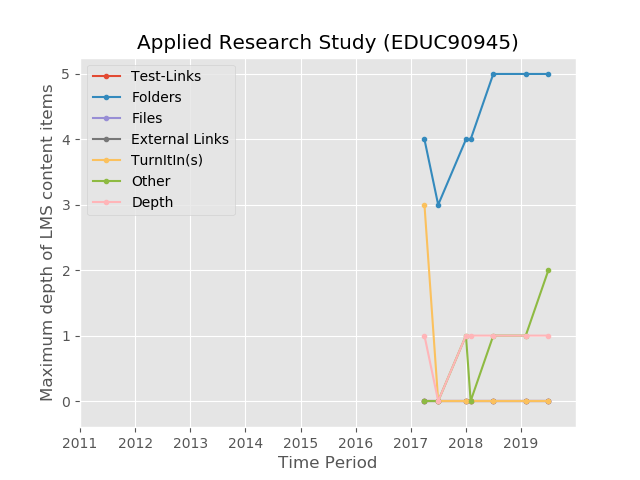 Applied Research Study (EDUC90945)
Maximum depth of LMS content items
5
4
3
2
1
0
Test-Links
Folders
Files
External Links
TurnItIn(s)
Other
Depth
2011 2012 2013 2014 2015 2016 2017 2018 2019
Time Period